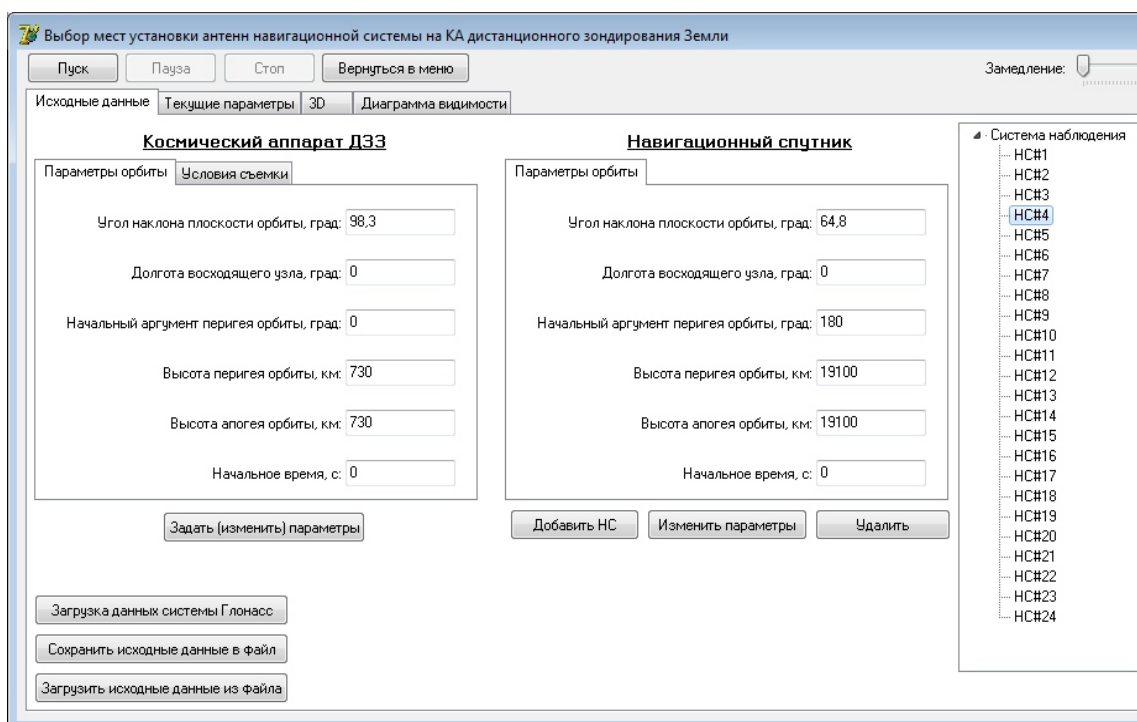 Выбор мест установки антенн навигационной системы на КА дистанционного зондирования Земли
Пуск Пауза Стоп Вернуться в меню Замедление:
Исходные данные Текущие параметры 3D Диаграмма видимости
Космический аппарат ДЗЗ
Параметры орбиты Условия съемки
Угол наклона плоскости орбиты, град: 98,3
Долгота восходящего узла, град: 0
Начальный аргумент перигея орбиты, град: 0
Высота перигея орбиты, км: 730
Высота апогея орбиты, км: 730
Начальное время, с: 0
Задать (изменить) параметры
Навигационный спутник
Параметры орбиты
Угол наклона плоскости орбиты, град: 64,8
Долгота восходящего узла, град: 0
Начальный аргумент перигея орбиты, град: 180
Высота перигея орбиты, км: 19100
Высота апогея орбиты, км: 19100
Начальное время, с: 0
Добавить НС Изменить параметры Удалить
Загрузка данных системы Глонасс
Сохранить исходные данные в файл
Загрузить исходные данные из файла
Система наблюдения
НС#1
НС#2
НС#3
НС#4
НС#5
НС#6
НС#7
НС#8
НС#9
НС#10
НС#11
НС#12
НС#13
НС#14
НС#15
НС#16
НС#17
НС#18
НС#19
НС#20
НС#21
НС#22
НС#23
НС#24